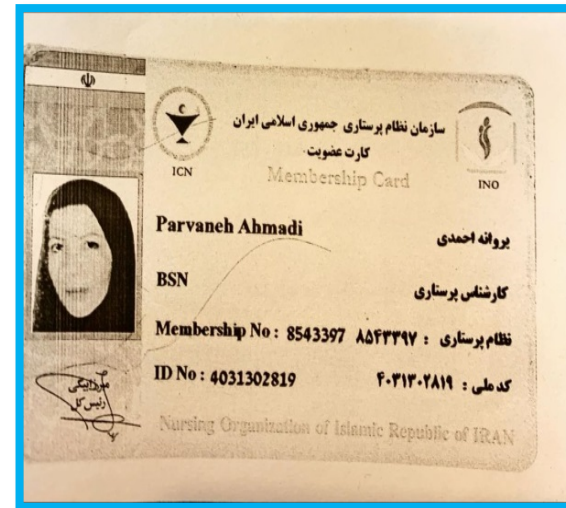 سازمان نظام پرستاری جمهوری اسلامی ایران
کارت عضویت
Membership Card
ICN
INO
Parvaneh Ahmadi
پروانه احمدی
BSN
کارشناس پرستاری
Membership No : 8543397
نظام پرستاری : ۸۵۴۳۳۹۷
ID No : 4031302819
کد ملی : ۴۰۳۱۳۰۲۸۱۹
رئیس کل
Nursing Organization of Islamic Republic of IRAN